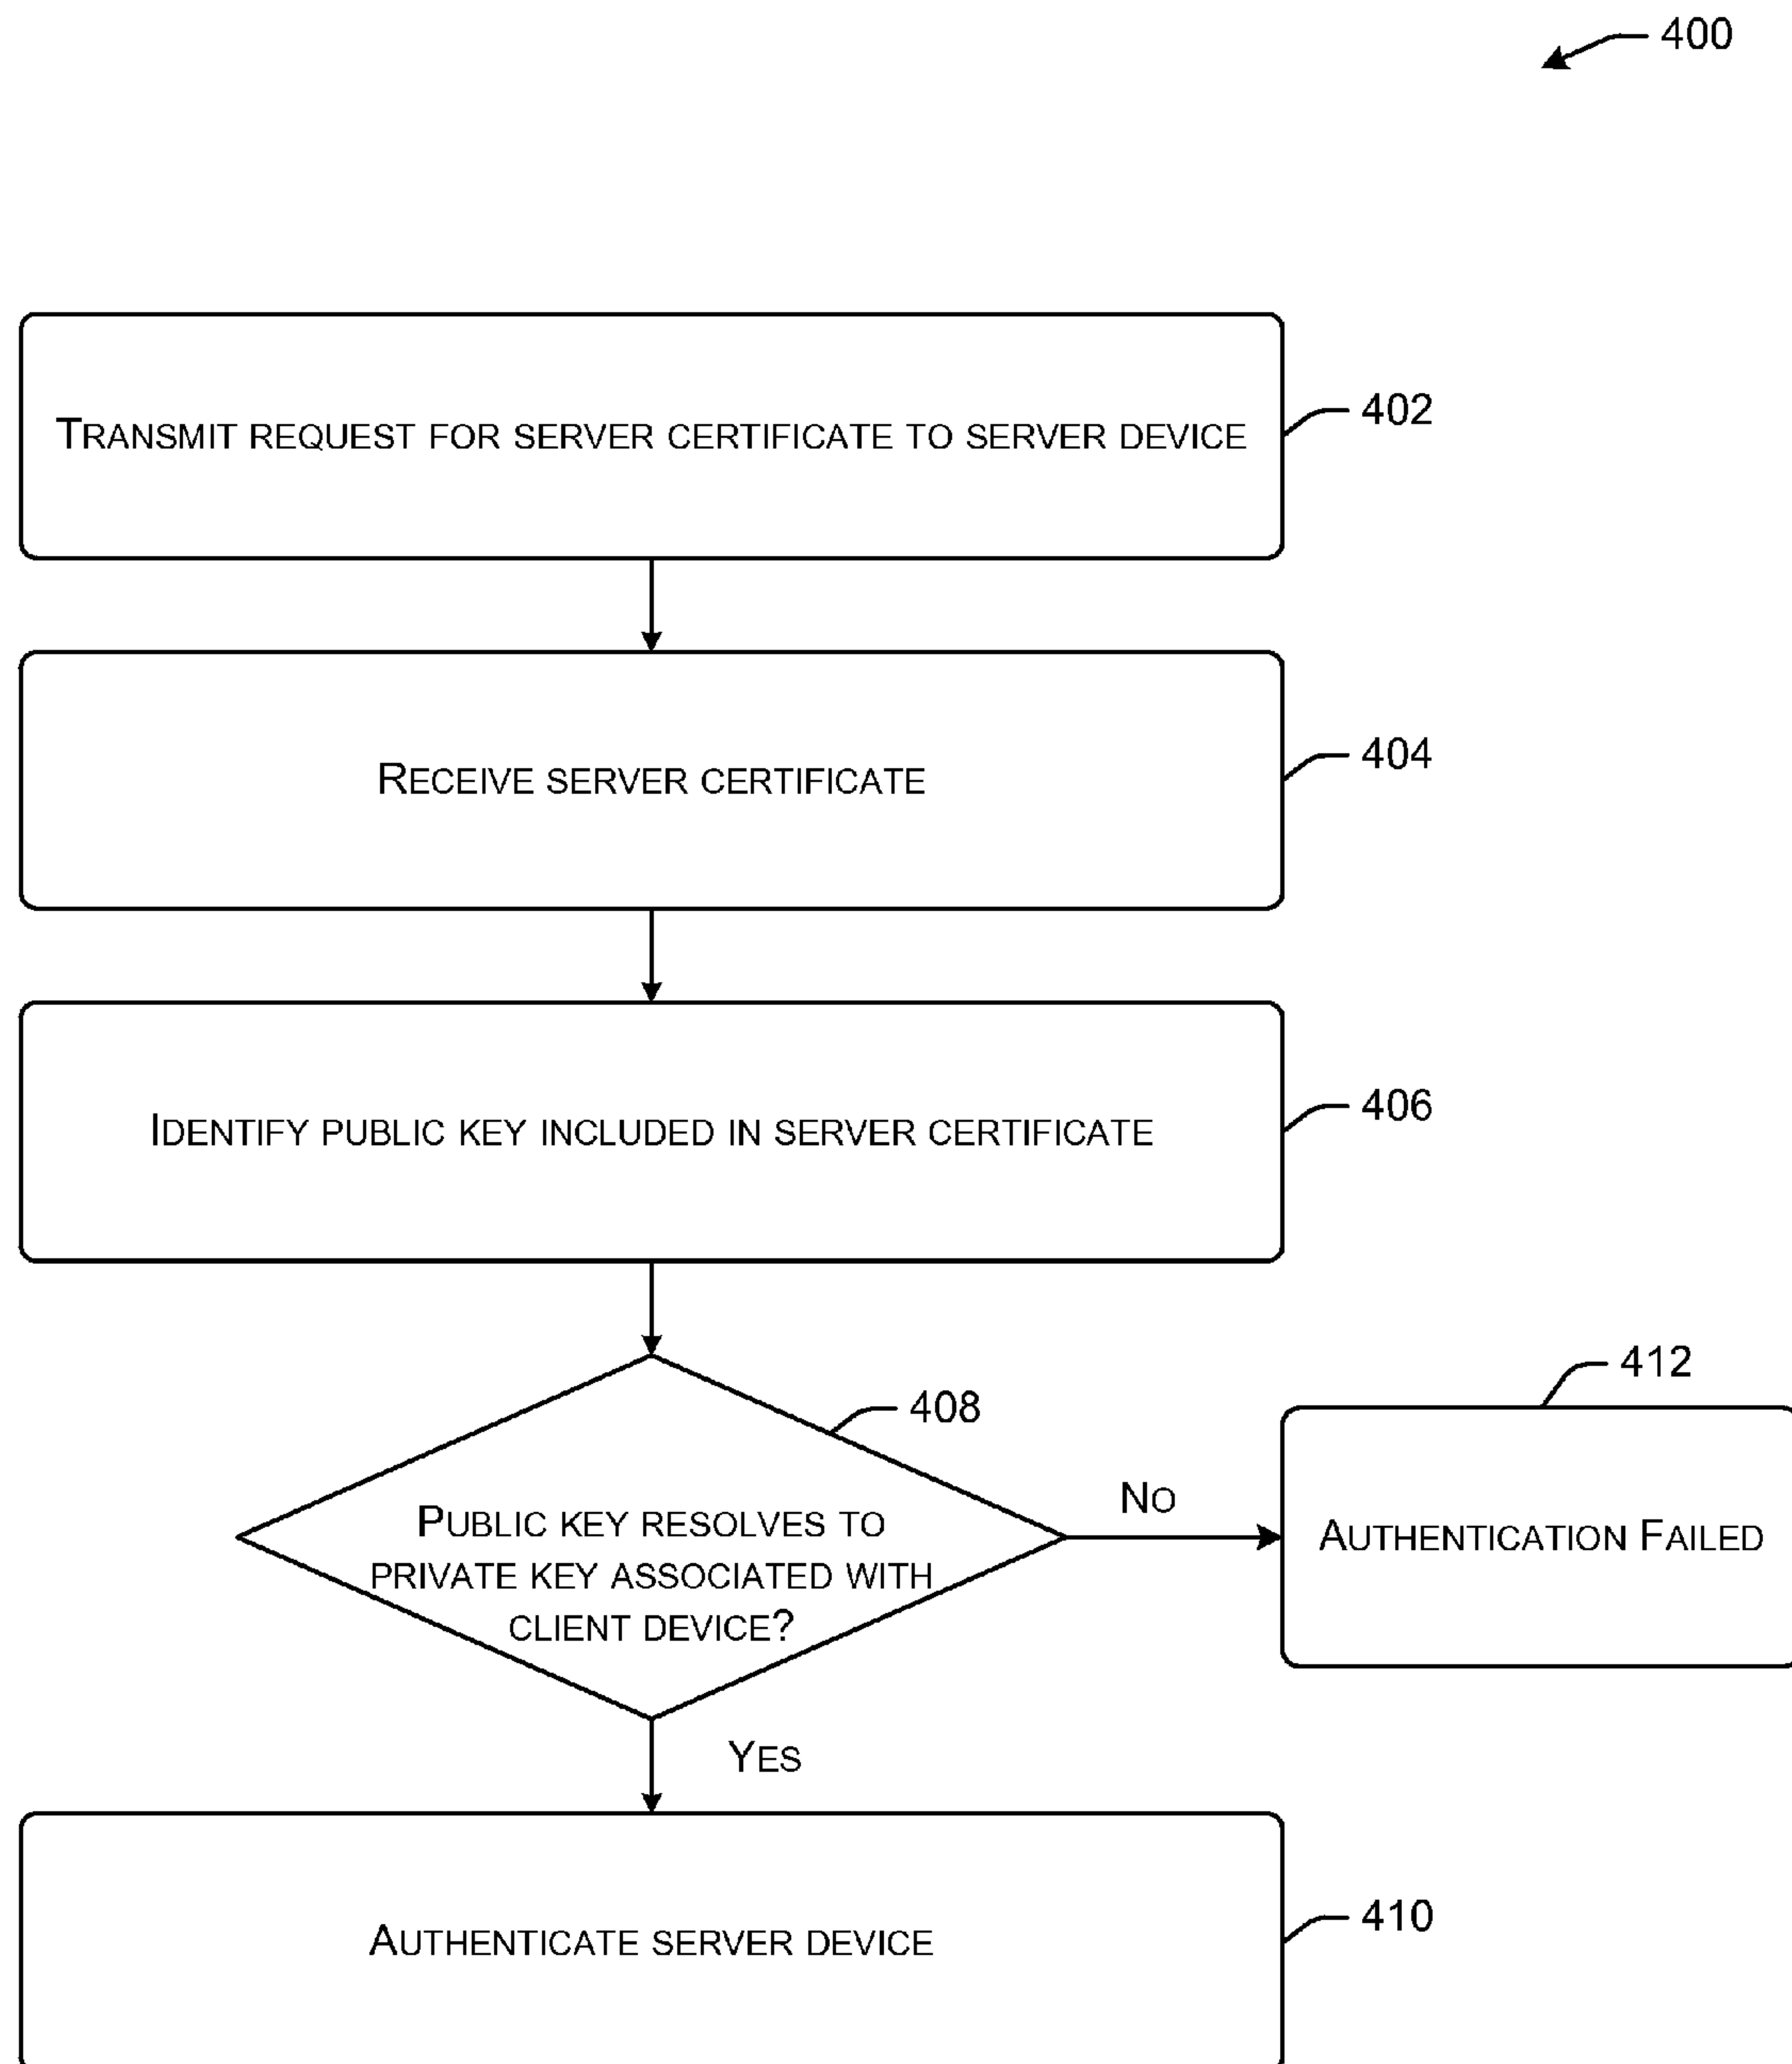 400
TRANSMIT REQUEST FOR SERVER CERTIFICATE TO SERVER DEVICE
402
RECEIVE SERVER CERTIFICATE
404
IDENTIFY PUBLIC KEY INCLUDED IN SERVER CERTIFICATE
406
408
412
PUBLIC KEY RESOLVES TO
PRIVATE KEY ASSOCIATED WITH
CLIENT DEVICE?
NO
AUTHENTICATION FAILED
YES
AUTHENTICATE SERVER DEVICE
410